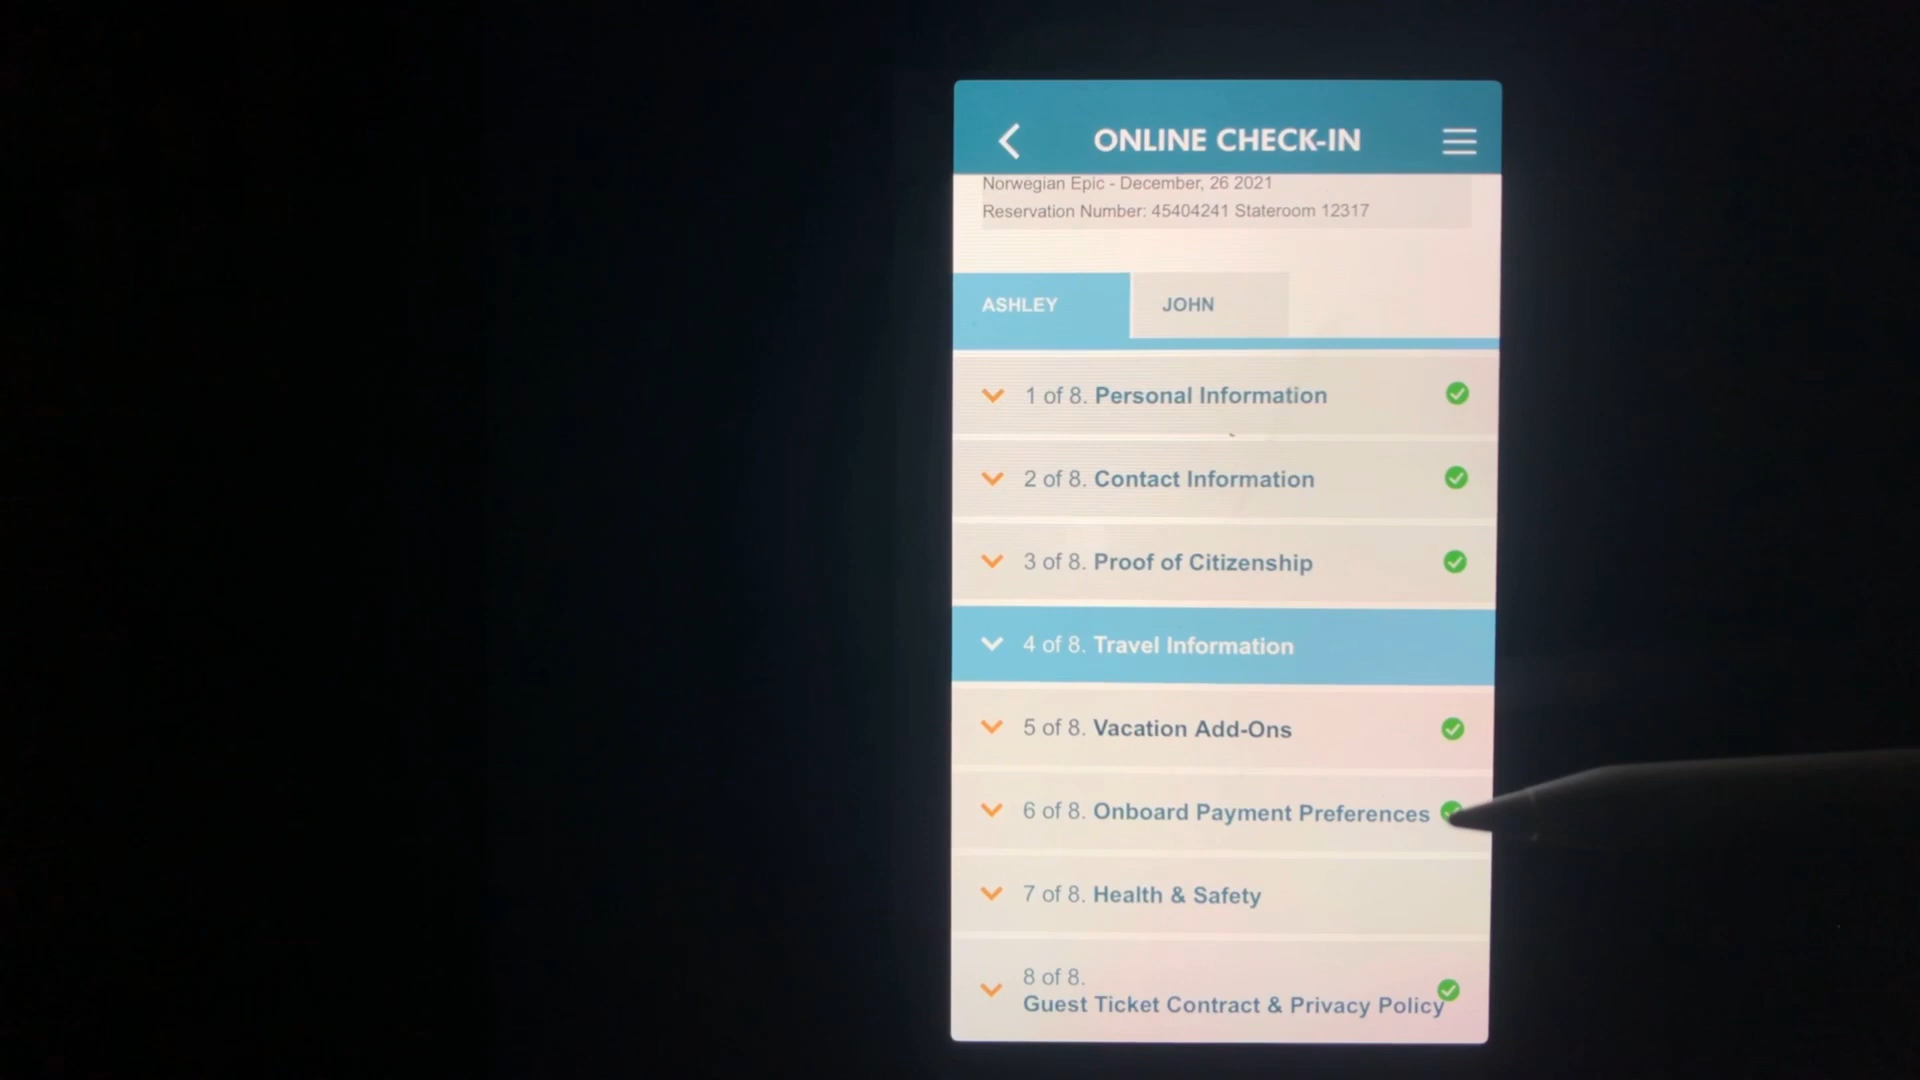 ONLINE CHECK-IN
Norwegian Epic - December, 26 2021
Reservation Number: 45404241 Stateroom 12317
ASHLEY
JOHN
1 of 8. Personal Information
2 of 8. Contact Information
3 of 8. Proof of Citizenship
4 of 8. Travel Information
5 of 8. Vacation Add-Ons
6 of 8. Onboard Payment Preferences
7 of 8. Health & Safety
8 of 8.
Guest Ticket Contract & Privacy Policy